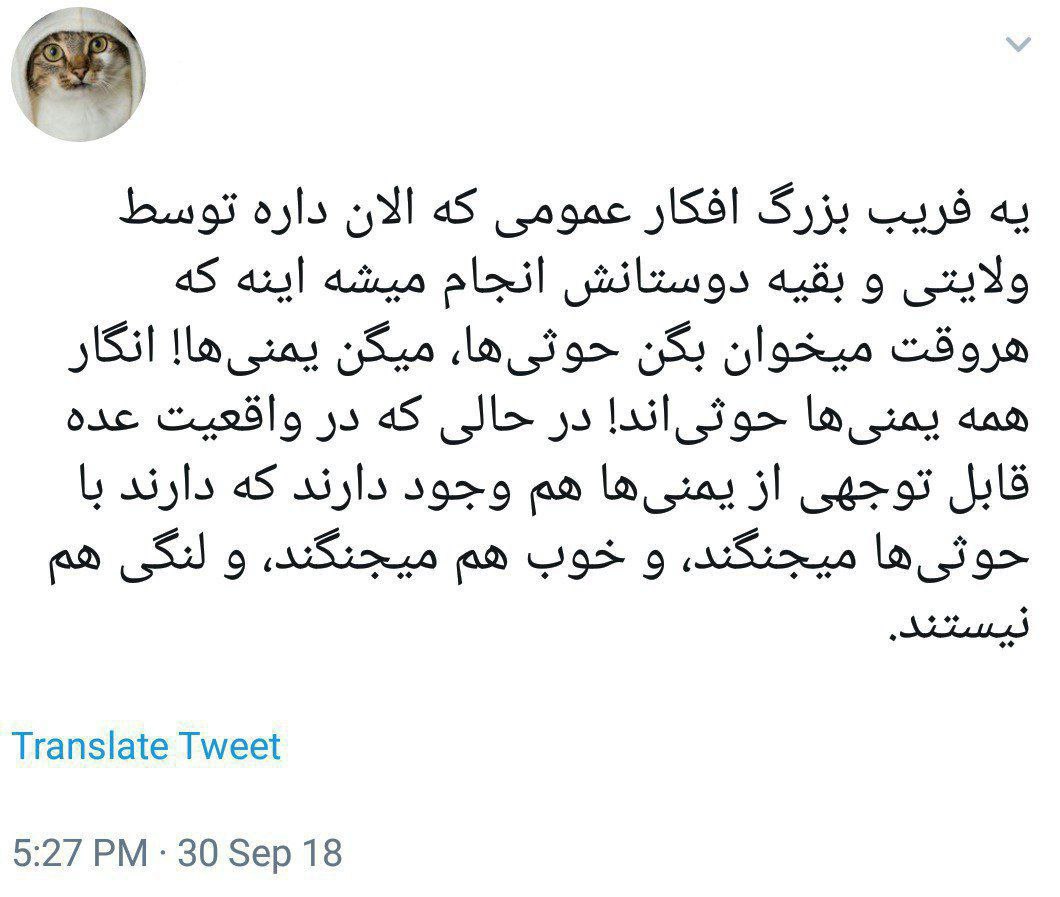 یه فریب بزرگ افکار عمومی که الان داره توسط
ولایتی و بقیه دوستانش انجام میشه اینه که
هروقت میخوان بگن حوثی‌ها، میگن یمنی‌ها! انگار
همه یمنی‌ها حوثی‌اند! در حالی که در واقعیت عده
قابل توجهی از یمنی‌ها هم وجود دارند که دارند با
حوثی‌ها میجنگند، و خوب هم میجنگند، و لنگی هم
نیستند.
Translate Tweet
5:27 PM · 30 Sep 18